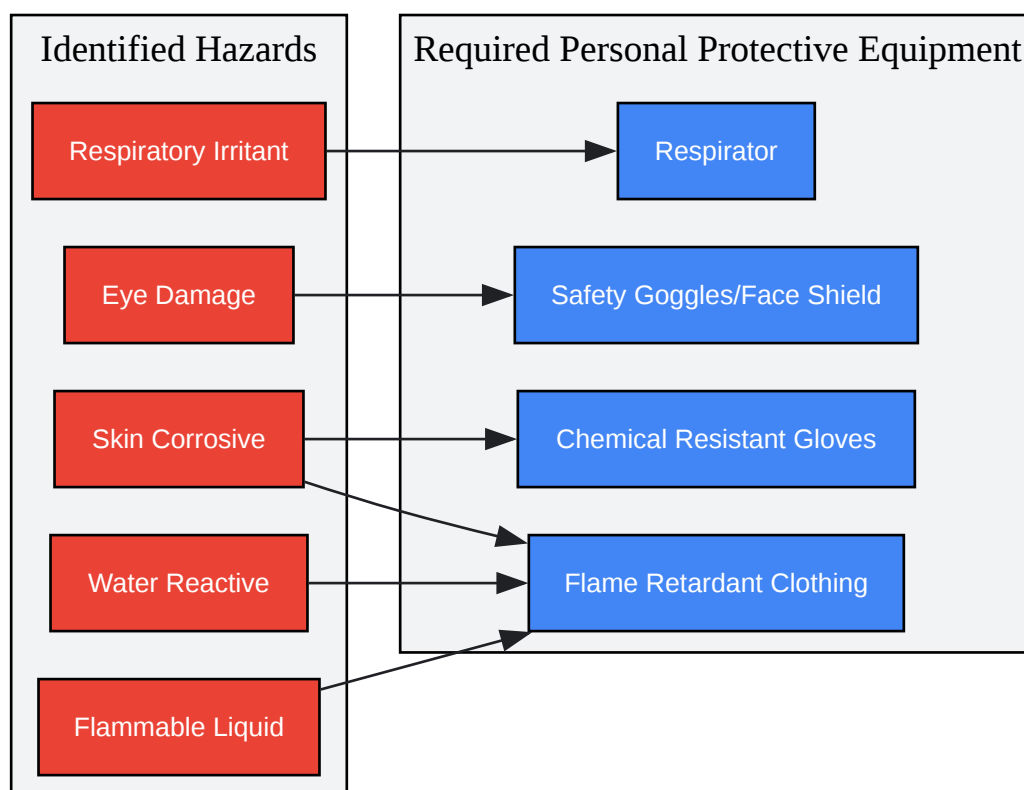 Identified Hazards
Required Personal Protective Equipment
Respiratory Irritant
Respirator
Eye Damage
Safety Goggles/Face Shield
Skin Corrosive
Chemical Resistant Gloves
Water Reactive
Flame Retardant Clothing
Flammable Liquid